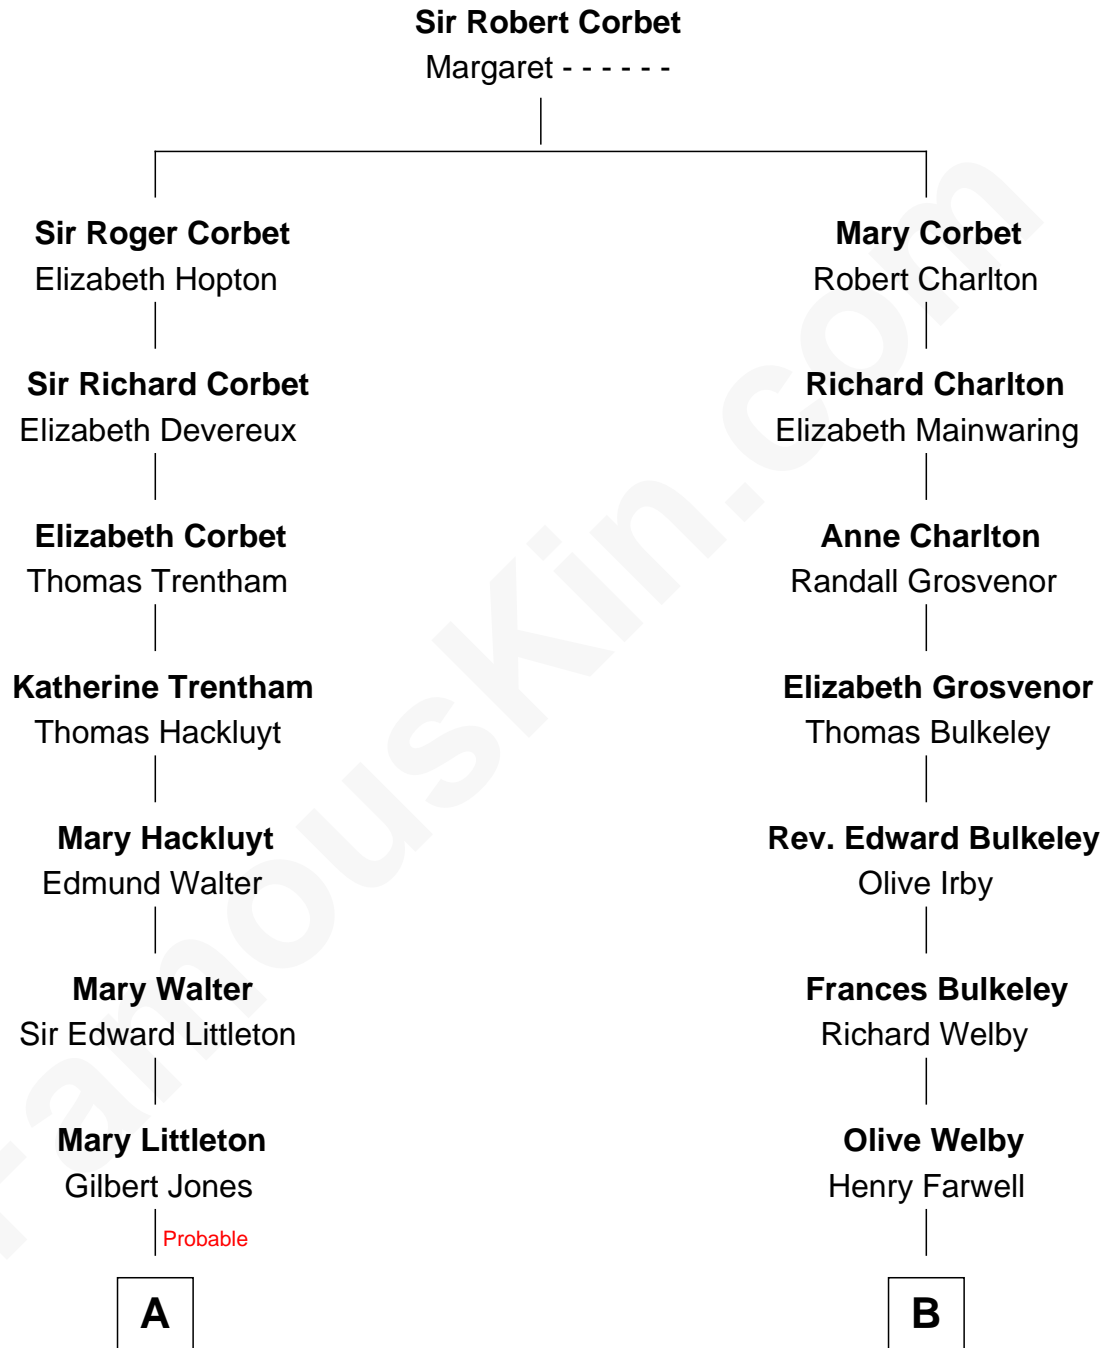 Sir Robert Corbet
Margaret - - - - - -
Sir Roger Corbet
Elizabeth Hopton
Mary Corbet
Robert Charlton
Sir Richard Corbet
Elizabeth Devereux
Richard Charlton
Elizabeth Mainwaring
Elizabeth Corbet
Thomas Trentham
Anne Charlton
Randall Grosvenor
Katherine Trentham
Thomas Hackluyt
Elizabeth Grosvenor
Thomas Bulkeley
Mary Hackluyt
Edmund Walter
Rev. Edward Bulkeley
Olive Irby
Mary Walter
Sir Edward Littleton
Frances Bulkeley
Richard Welby
Mary Littleton
Gilbert Jones
Olive Welby
Henry Farwell
Probable
A
B
FamousKin.com